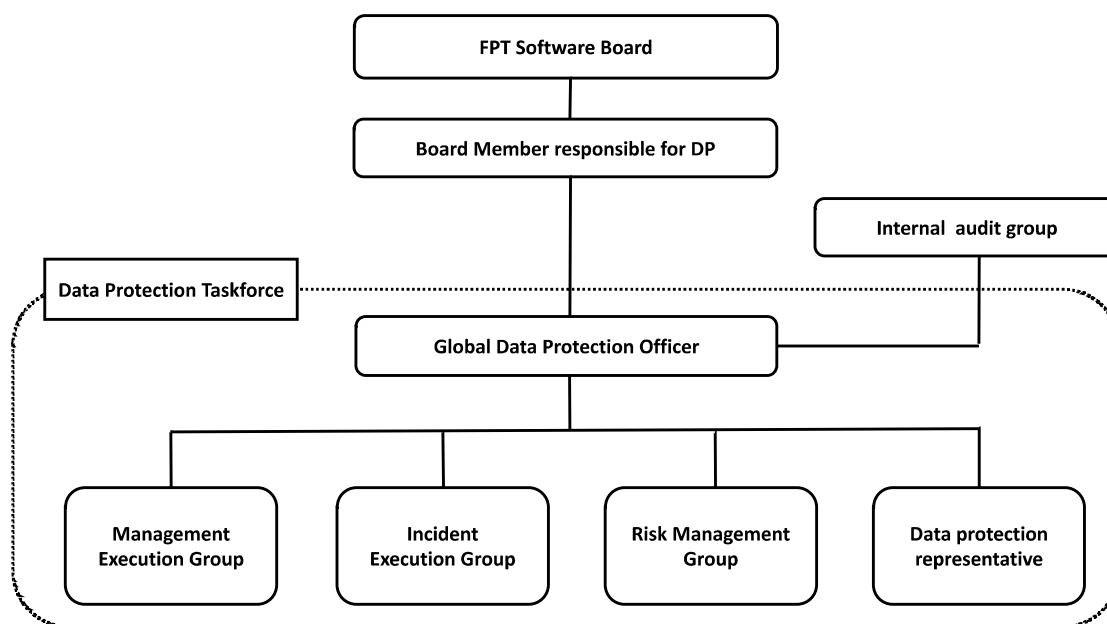 FPT Software Board
Board Member responsible for DP
Internal audit group
Data Protection Taskforce
Global Data Protection Officer
Management
Execution Group
Incident
Execution Group
Risk Management
Group
Data protection
representative